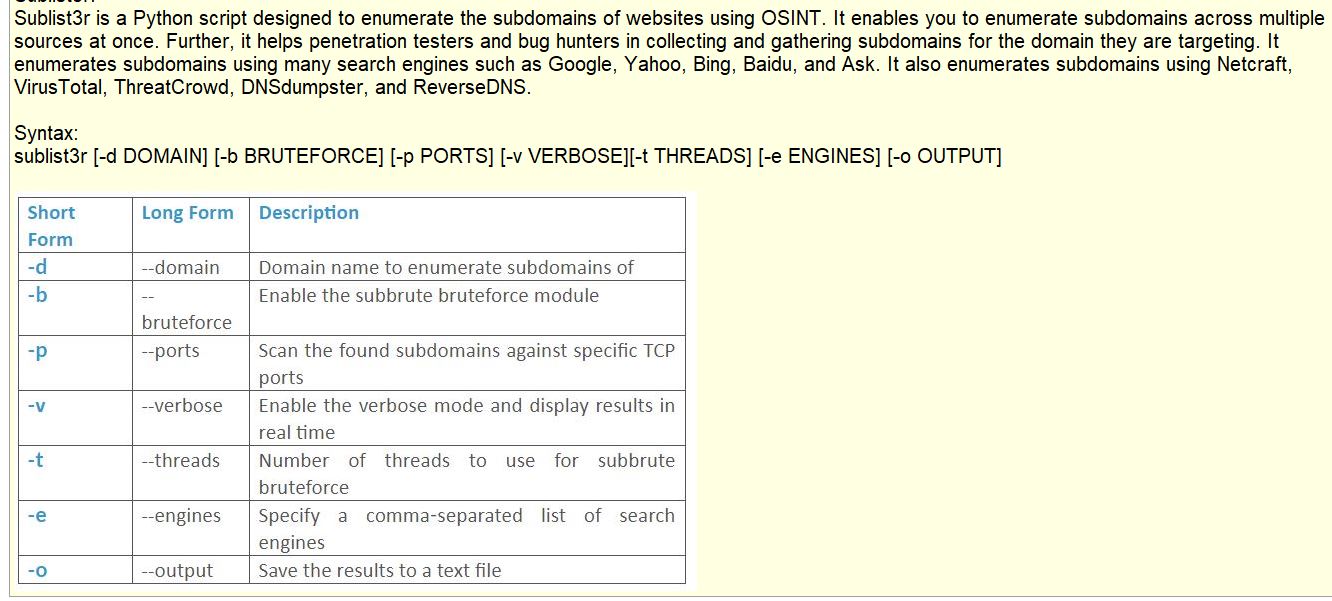 Sublist3r is a Python script designed to enumerate the subdomains of websites using OSINT. It enables you to enumerate subdomains across multiple
sources at once. Further, it helps penetration testers and bug hunters in collecting and gathering subdomains for the domain they are targeting. It
enumerates subdomains using many search engines such as Google, Yahoo, Bing, Baidu, and Ask. It also enumerates subdomains using Netcraft,
VirusTotal, ThreatCrowd, DNSdumpster, and ReverseDNS.
Syntax:
sublist3r [-d DOMAIN] [-b BRUTEFORCE] [-p PORTS] [-v VERBOSE][-t THREADS] [-e ENGINES] [-o OUTPUT]
Short Form Long Form Description
-d --domain Domain name to enumerate subdomains of
-b -- bruteforce Enable the subbrute bruteforce module
-p --ports Scan the found subdomains against specific TCP
ports
-v --verbose Enable the verbose mode and display results in
real time
-t --threads Number of threads to use for subbrute
bruteforce
-e --engines Specify a comma-separated list of search
engines
-o --output Save the results to a text file